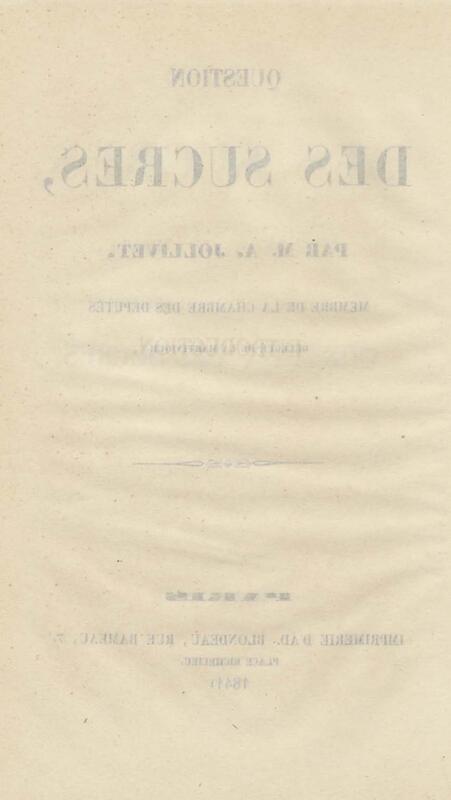 QUESTION
DES SUCRES,
PAR M. A. JOLLIVET.
MEMBRE DE LA CHAMBRE DES DÉPUTÉS
DÉLÉGUÉ DE LA MARTINIQUE
PARIS
IMPRIMERIE D'AD. BLONDEAU, RUE RAMEAU, 7.
PLACE RICHELIEU.
1841